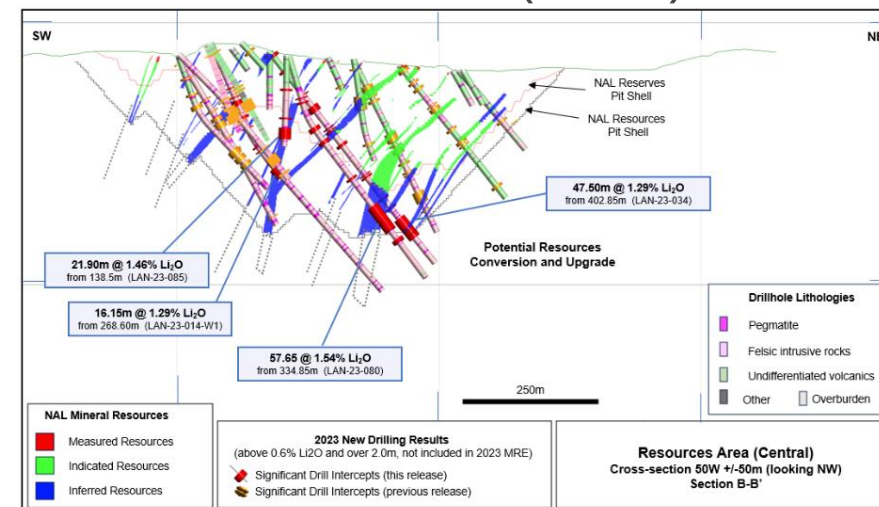 SW
NE
NAL Reserves
Pit Shell
NAL Resources
Pit Shell
47.50m @ 1.29% Li₂O
from 402.85m (LAN-23-034)
Potential Resources
Conversion and Upgrade
21.90m @ 1.46% Li₂O
from 138.5m (LAN-23-085)
16.15m @ 1.29% Li₂O
from 268.60m (LAN-23-014-W1)
57.65 @ 1.54% Li₂O
from 334.85m (LAN-23-080)
250m
Drillhole Lithologies
Pegmatite
Felsic intrusive rocks
Undifferentiated volcanics
Other Overburden
NAL Mineral Resources
Measured Resources
Indicated Resources
Inferred Resources
2023 New Drilling Results
(above 0.6% Li2O and over 2.0m, not included in 2023 MRE)
Significant Drill Intercepts (this release)
Significant Drill Intercepts (previous release)
Resources Area (Central)
Cross-section 50W +/-50m (looking NW)
Section B-B'